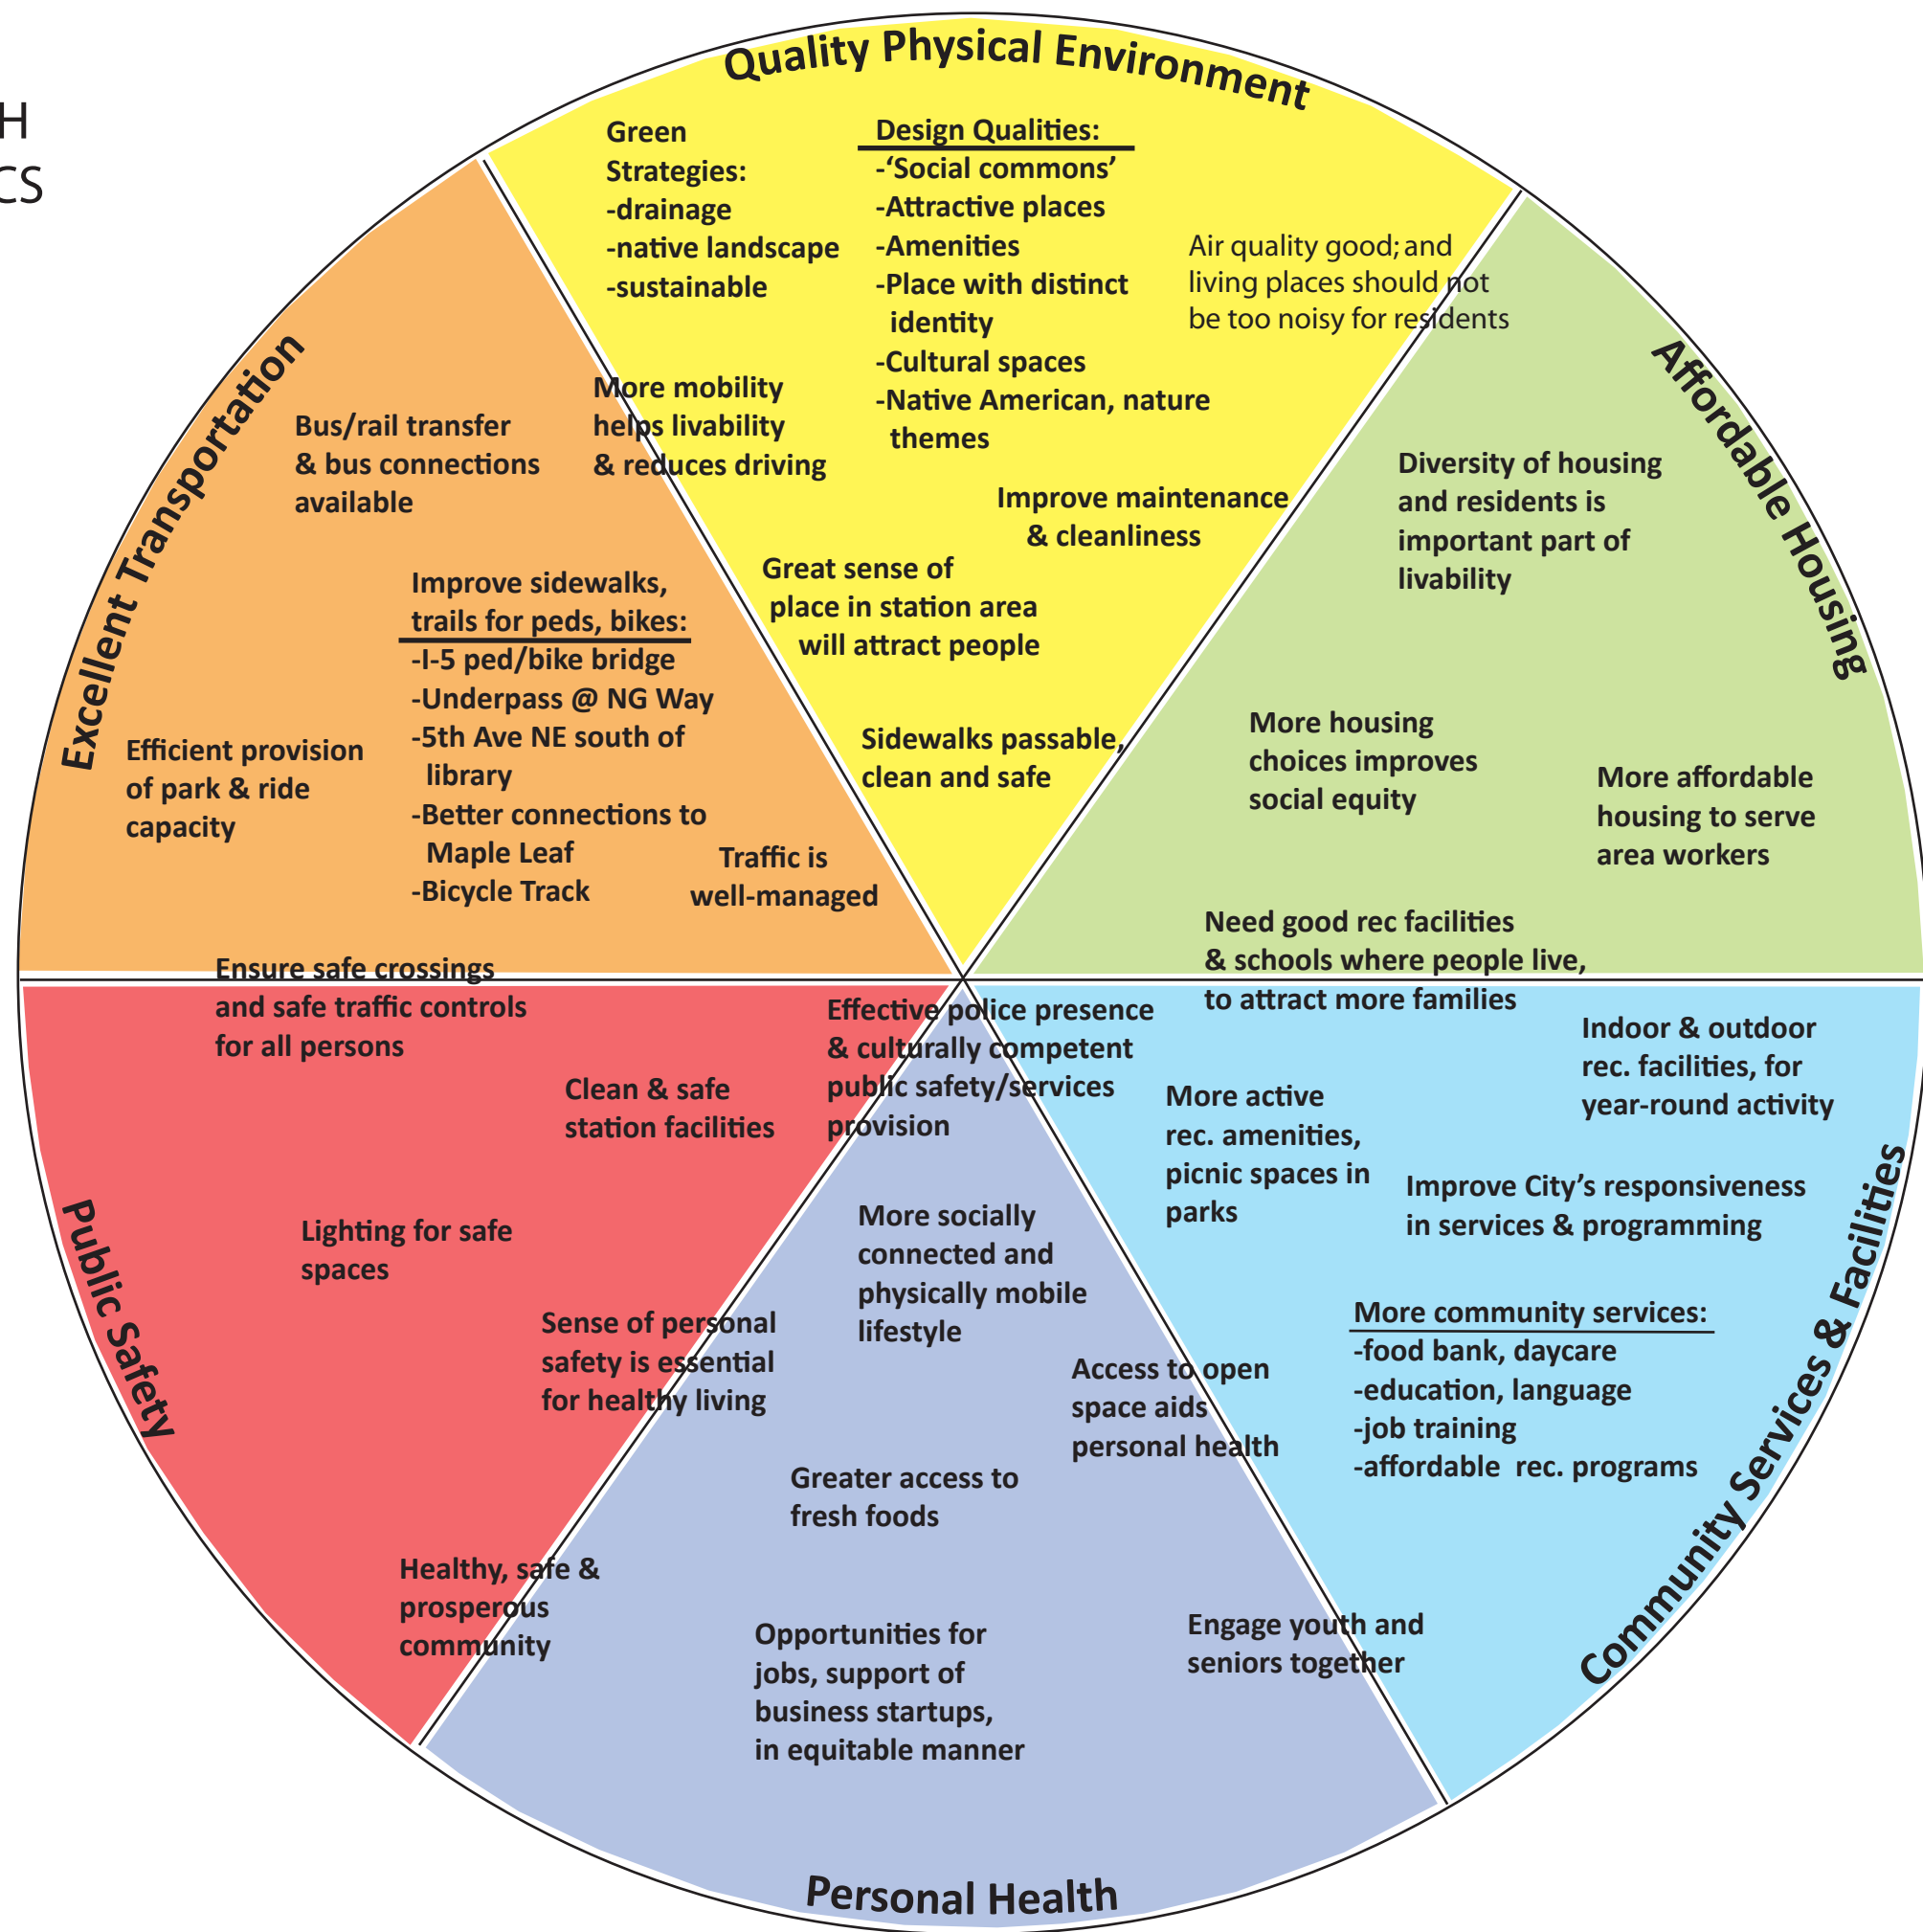 H
CS
Quality Physical Environment
Green
Strategies:
-drainage
-native landscape
-sustainable
Design Qualities:
-‘Social commons’
-Attractive places
-Amenities
-Place with distinct
identity
-Cultural spaces
-Native American, nature
themes
Air quality good; and
living places should not
be too noisy for residents
More mobility
helps livability
& reduces driving
Improve maintenance
& cleanliness
Great sense of
place in station area
will attract people
Sidewalks passable,
clean and safe
Affordable Housing
Diversity of housing
and residents is
important part of
livability
More housing
choices improves
social equity
More affordable
housing to serve
area workers
Need good rec facilities
& schools where people live,
to attract more families
Excellent Transportation
Bus/rail transfer
& bus connections
available
Improve sidewalks,
trails for peds, bikes:
-I-5 ped/bike bridge
-Underpass @ NG Way
-5th Ave NE south of
library
-Better connections to
Maple Leaf
-Bicycle Track
Efficient provision
of park & ride
capacity
Traffic is
well-managed
Ensure safe crossings
and safe traffic controls
for all persons
Public Safety
Clean & safe
station facilities
Effective police presence
& culturally competent
public safety/services
provision
Lighting for safe
spaces
Sense of personal
safety is essential
for healthy living
Healthy, safe &
prosperous
community
Community Services & Facilities
Indoor & outdoor
rec. facilities, for
year-round activity
More active
rec. amenities,
picnic spaces in
parks
Improve City’s responsiveness
in services & programming
More community services:
-food bank, daycare
-education, language
-job training
-affordable  rec. programs
More socially
connected and
physically mobile
lifestyle
Access to open
space aids
personal health
Greater access to
fresh foods
Opportunities for
jobs, support of
business startups,
in equitable manner
Engage youth and
seniors together
Personal Health